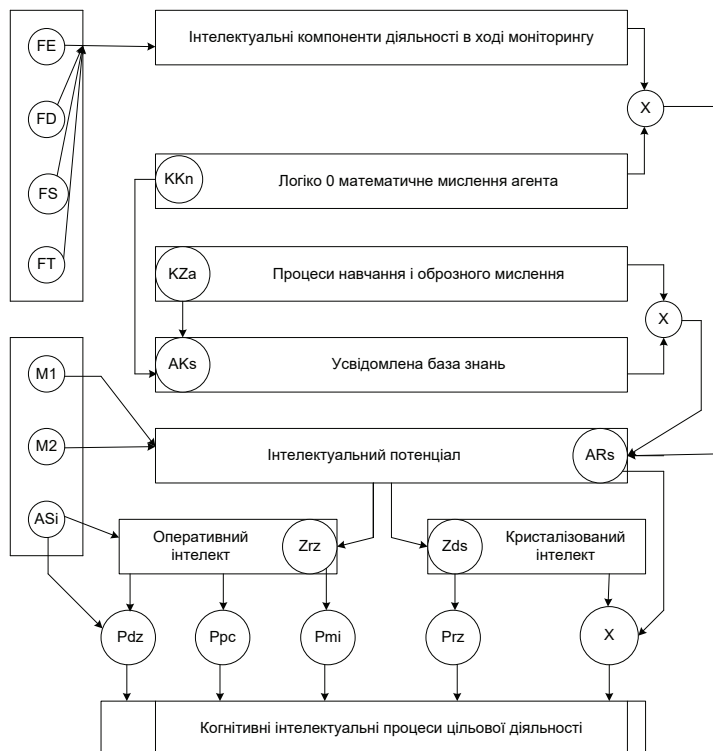 FE
Інтелектуальні компоненти діяльності в ході моніторингу
X
FD
KKn
Логіко 0 математичне мислення агента
FS
FT
KZa
Процеси навчання і оброзного мислення
X
AKs
Усвідомлена база знань
M1
M2
Інтелектуальний потенціал
ARs
ASi
Оперативний
інтелект
Zrz
Zds
Кристалізований
інтелект
Pdz
Ppc
Pmi
Prz
X
Когнитивні інтелектуальні процеси цільової діяльності